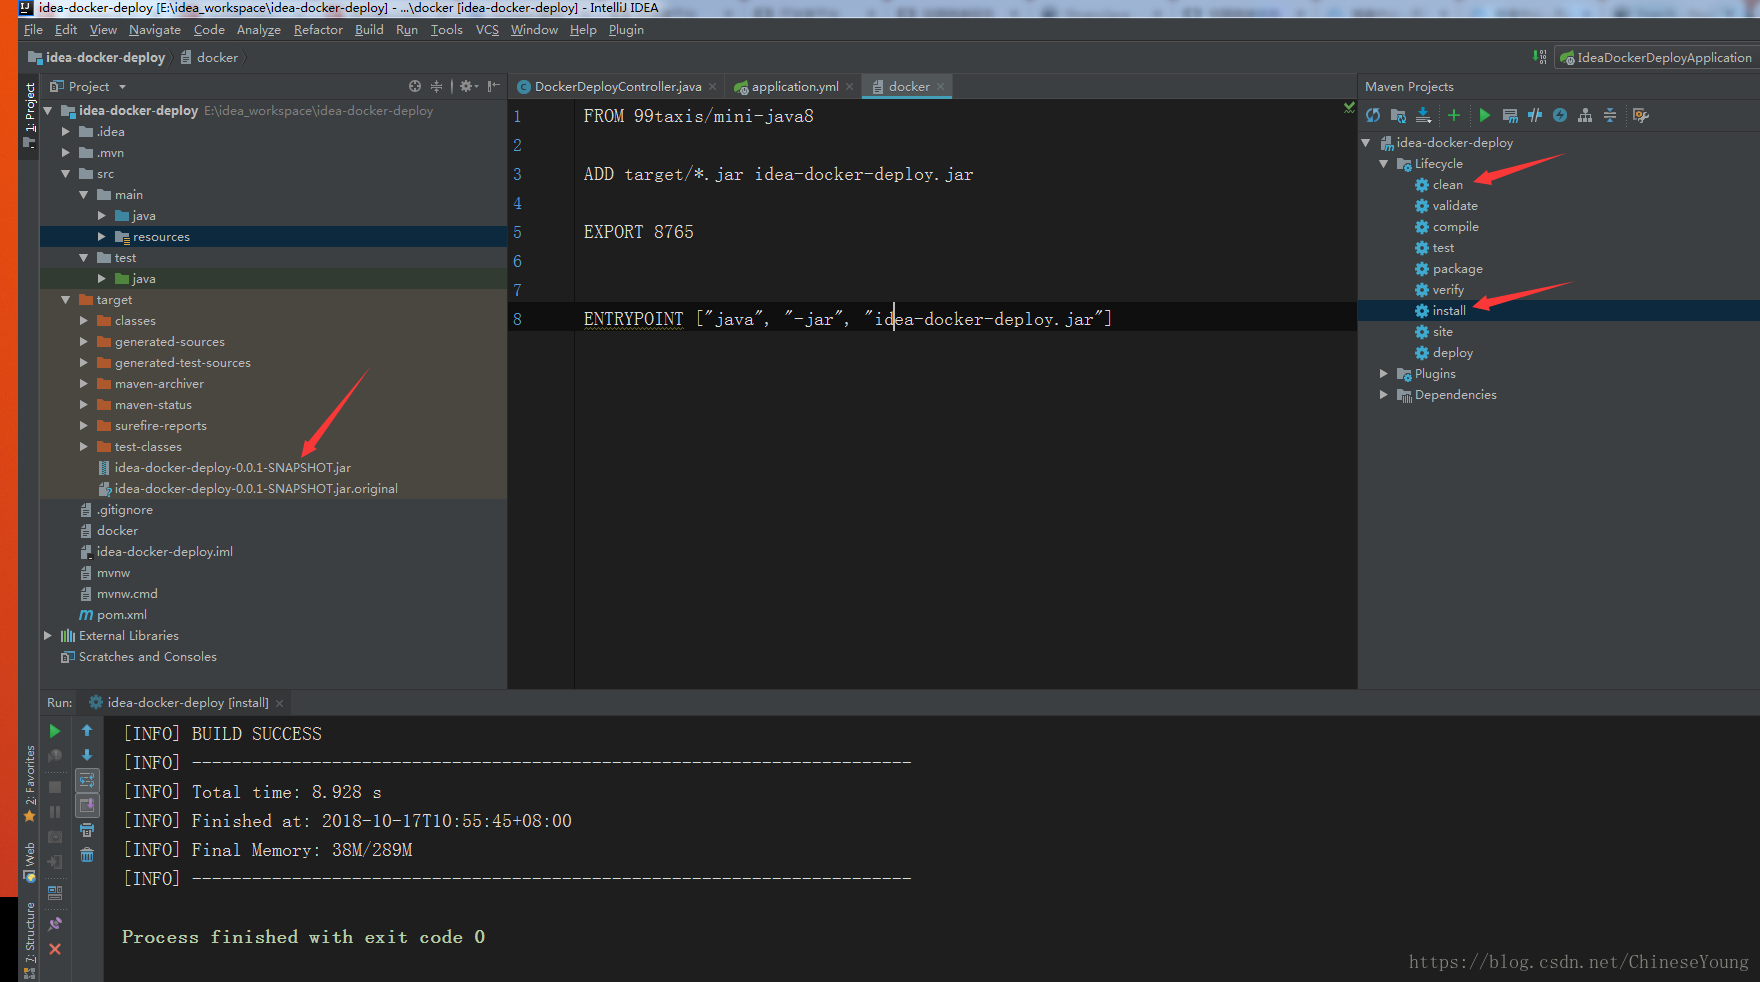 idea-docker-deploy [E:\idea_workspace\idea-docker-deploy] - ...\docker [idea-docker-deploy] - IntelliJ IDEA
File Edit View Navigate Code Analyze Refactor Build Run Tools VCS Window Help Plugin
idea-docker-deploy docker
IdeaDockerDeployApplication
1: Project
Project
idea-docker-deploy E:\idea_workspace\idea-docker-deploy
.idea
.mvn
src
main
java
resources
test
java
target
classes
generated-sources
generated-test-sources
maven-archiver
maven-status
surefire-reports
test-classes
idea-docker-deploy-0.0.1-SNAPSHOT.jar
idea-docker-deploy-0.0.1-SNAPSHOT.jar.original
.gitignore
docker
idea-docker-deploy.iml
mvnw
mvnw.cmd
pom.xml
External Libraries
Scratches and Consoles
DockerDeployController.java application.yml docker
1 FROM 99taxis/mini-java8
2
3 ADD target/*.jar idea-docker-deploy.jar
4
5 EXPORT 8765
6
7
8 ENTRYPOINT ["java", "-jar", "idea-docker-deploy.jar"]
Maven Projects
idea-docker-deploy
Lifecycle
clean
validate
compile
test
package
verify
install
site
deploy
Plugins
Dependencies
Run: idea-docker-deploy [install]
[INFO] BUILD SUCCESS
[INFO] ------------------------------------------------------------------------
[INFO] Total time: 8.928 s
[INFO] Finished at: 2018-10-17T10:55:45+08:00
[INFO] Final Memory: 38M/289M
[INFO] ------------------------------------------------------------------------
Process finished with exit code 0
2: Favorites
Web
7: Structure
https://blog.csdn.net/ChineseYoung